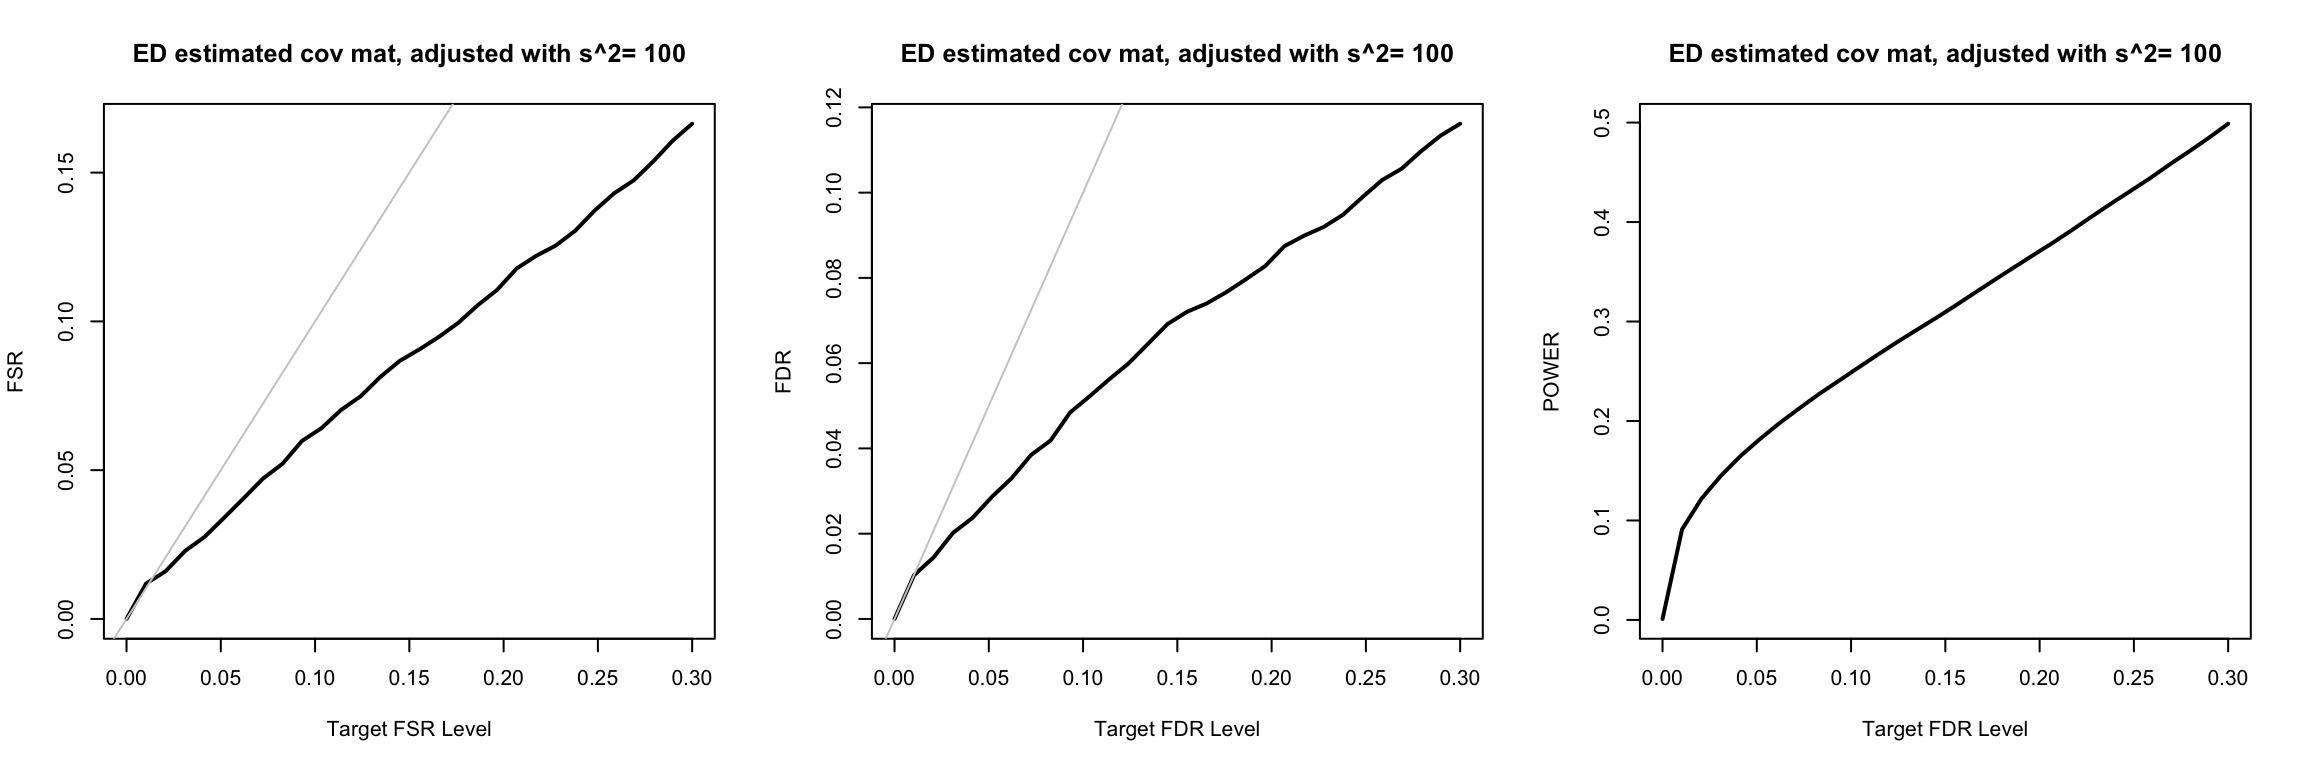 ED estimated cov mat, adjusted with s^2= 100
FSR
0.15
0.10
0.05
0.00
0.00 0.05 0.10 0.15 0.20 0.25 0.30
Target FSR Level
ED estimated cov mat, adjusted with s^2= 100
FDR
0.12
0.10
0.08
0.06
0.04
0.02
0.00
0.00 0.05 0.10 0.15 0.20 0.25 0.30
Target FDR Level
ED estimated cov mat, adjusted with s^2= 100
POWER
0.5
0.4
0.3
0.2
0.1
0.0
0.00 0.05 0.10 0.15 0.20 0.25 0.30
Target FDR Level